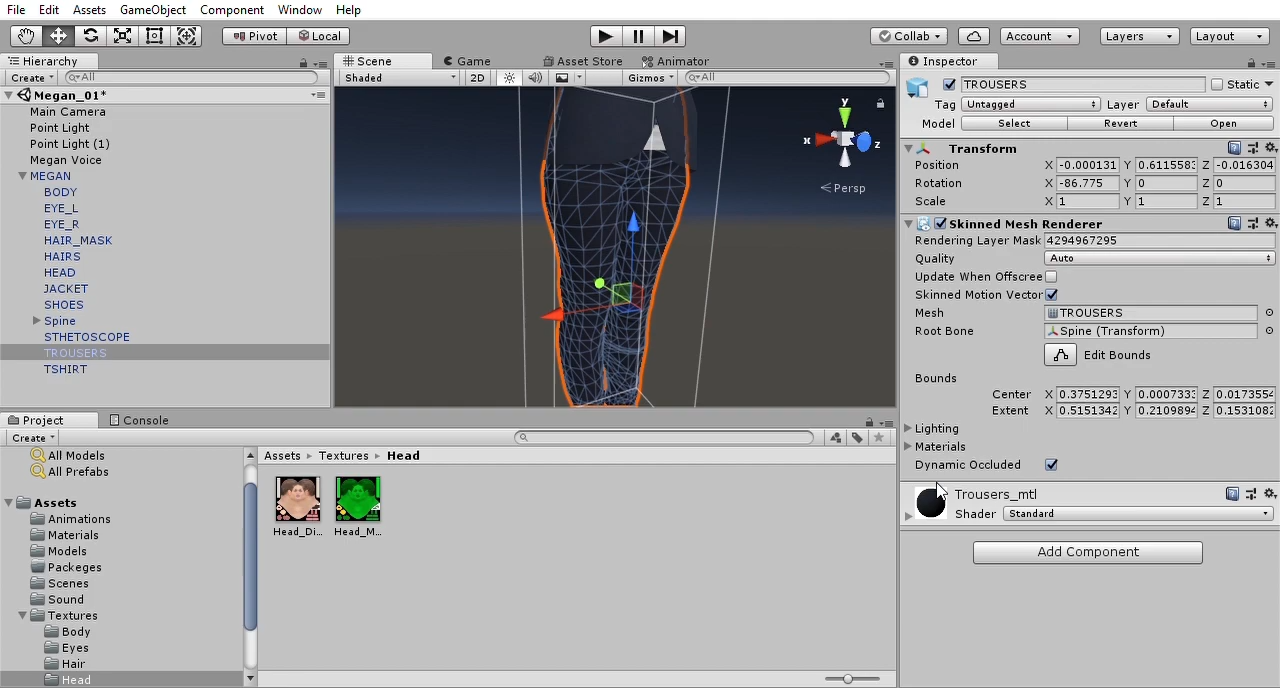 File Edit Assets GameObject Component Window Help
Pivot Local Collab Account Layers Layout
Hierarchy
Create All
Megan_01*
Main Camera
Point Light
Point Light (1)
Megan Voice
MEGAN
BODY
EYE_L
EYE_R
HAIR_MASK
HAIRS
HEAD
JACKET
SHOES
Spine
STHETOSCOPE
TROUSERS
TSHIRT
Scene Game Asset Store Animator
Shaded 2D Gizmos All
y
x z
Persp
Inspector
TROUSERS Static
Tag Untagged Layer Default
Model Select Revert Open
Transform
Position X -0.000131 Y 0.6115583 Z -0.016304
Rotation X -86.775 Y 0 Z 0
Scale X 1 Y 1 Z 1
Skinned Mesh Renderer
Rendering Layer Mask 4294967295
Quality Auto
Update When Offscree
Skinned Motion Vector
Mesh TROUSERS
Root Bone Spine (Transform)
Edit Bounds
Bounds
Center X 0.3751293 Y 0.0007333 Z 0.0173554
Extent X 0.5151342 Y 0.2109894 Z 0.1531082
Lighting
Materials
Dynamic Occluded
Trousers_mtl
Shader Standard
Add Component
Project Console
Create
All Models
All Prefabs
Assets
Animations
Materials
Models
Packeges
Scenes
Sound
Textures
Body
Eyes
Hair
Head
Assets Textures Head
Head_Di... Head_M...